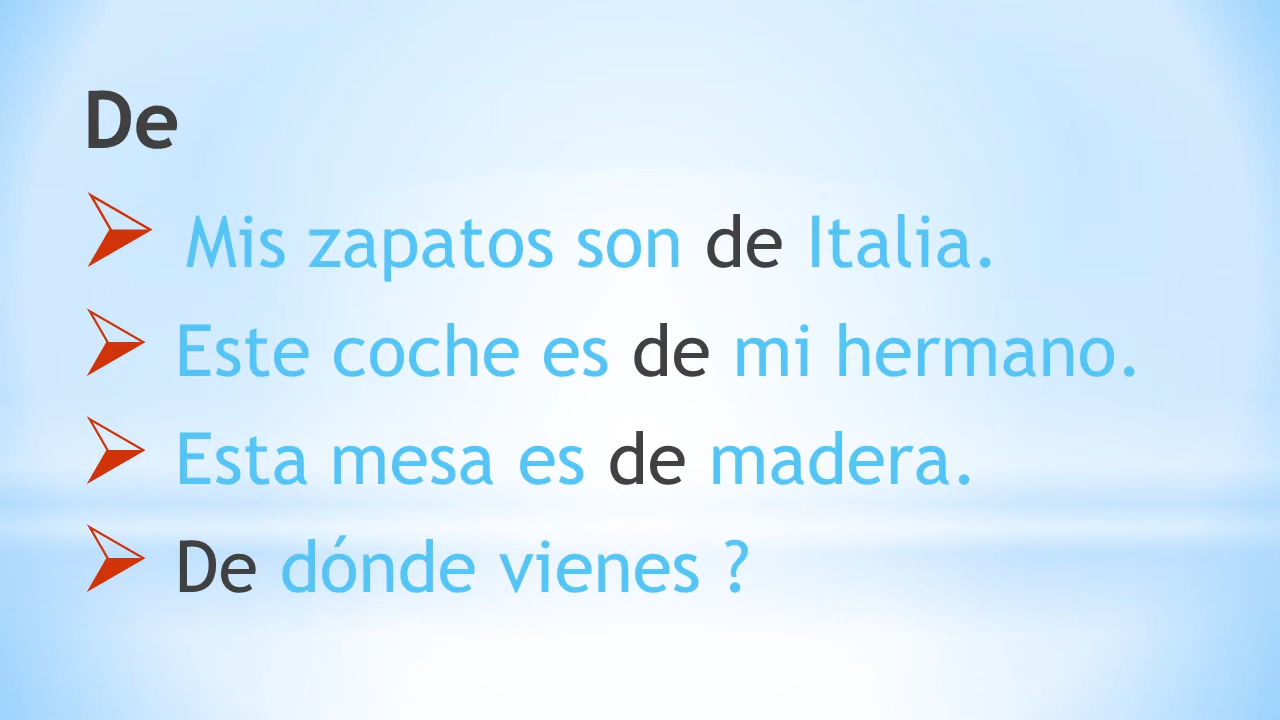 De
Mis zapatos son de Italia.
Este coche es de mi hermano.
Esta mesa es de madera.
De dónde vienes ?